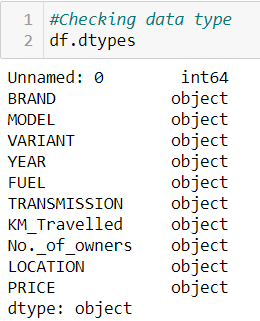 1 #Checking data type
2 df.dtypes
Unnamed: 0 int64
BRAND object
MODEL object
VARIANT object
YEAR object
FUEL object
TRANSMISSION object
KM_Travelled object
No._of_owners object
LOCATION object
PRICE object
dtype: object